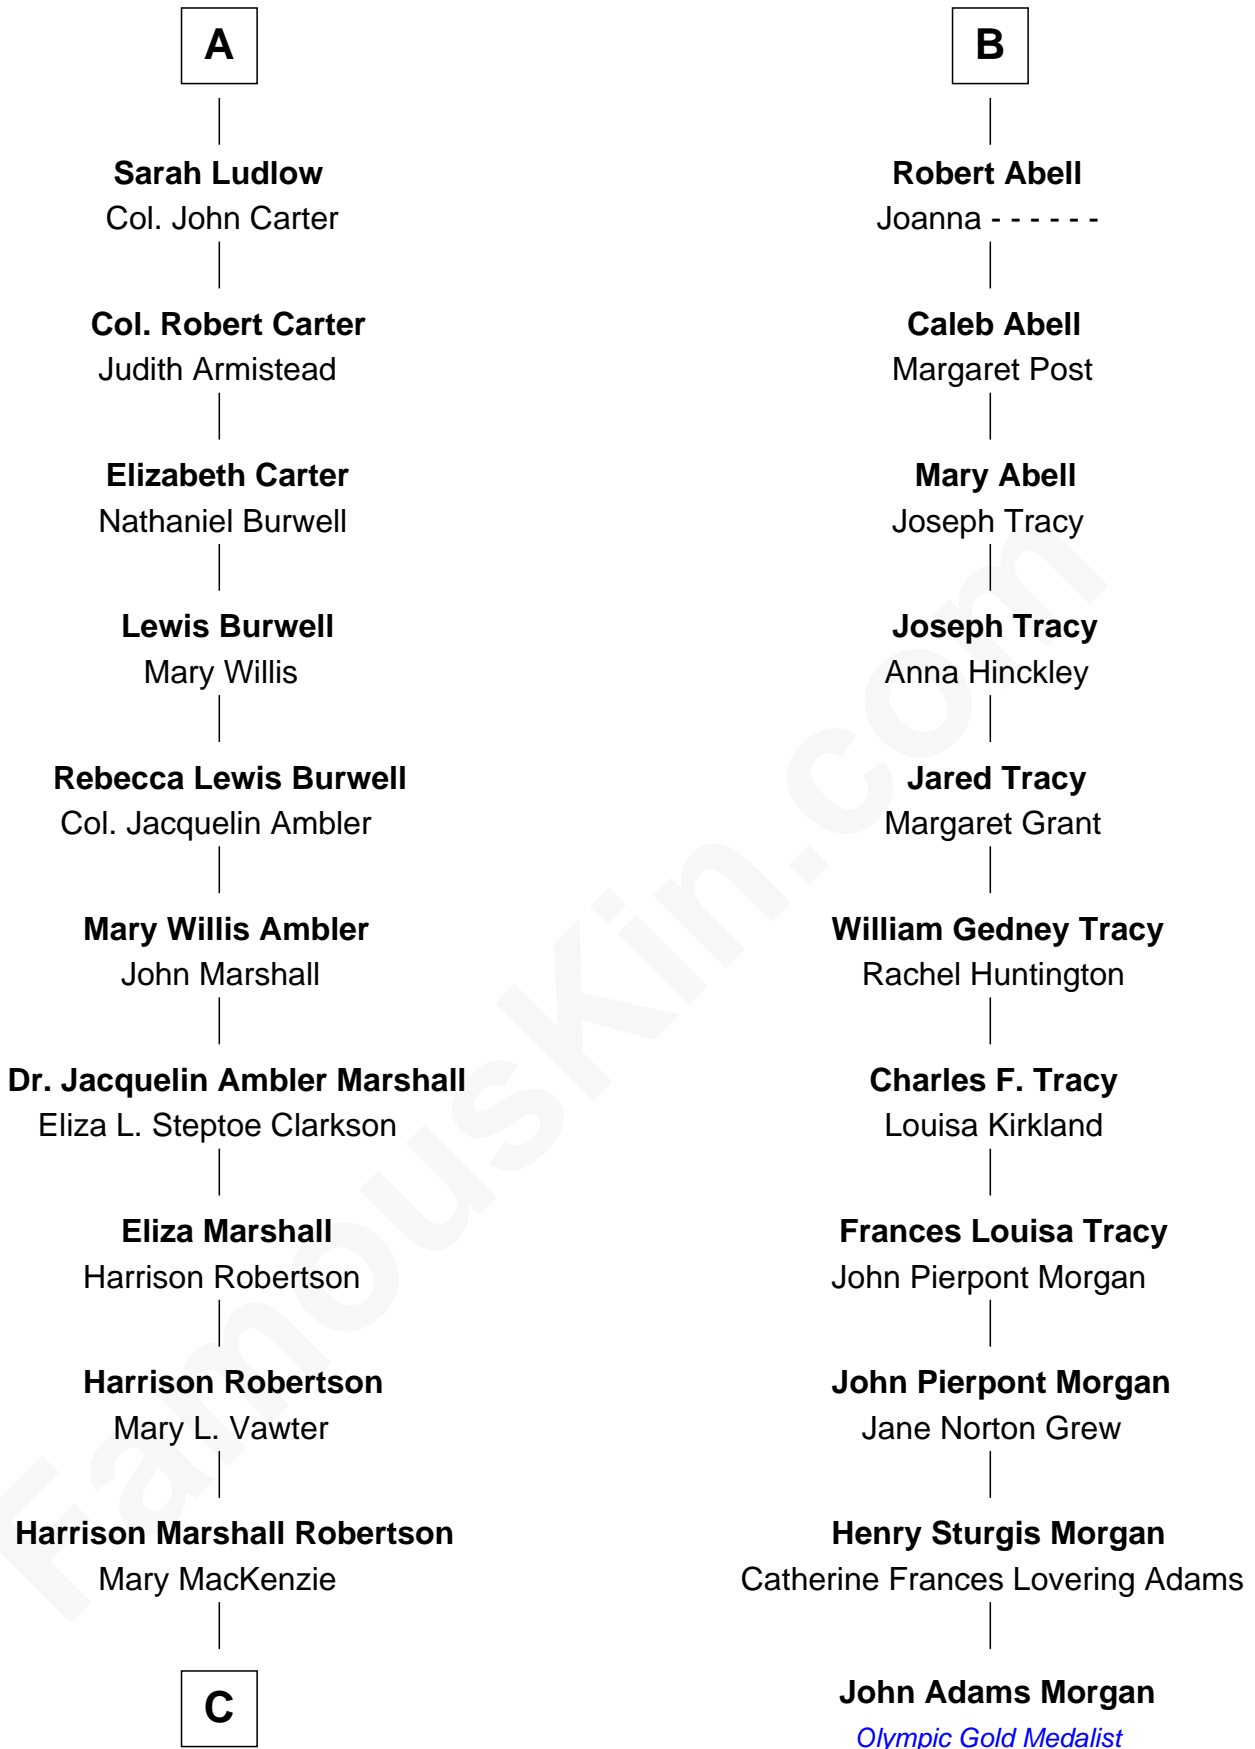 A
Sarah Ludlow
Col. John Carter
Col. Robert Carter
Judith Armistead
Elizabeth Carter
Nathaniel Burwell
Lewis Burwell
Mary Willis
Rebecca Lewis Burwell
Col. Jacquelin Ambler
Mary Willis Ambler
John Marshall
Dr. Jacquelin Ambler Marshall
Eliza L. Steptoe Clarkson
Eliza Marshall
Harrison Robertson
Harrison Robertson
Mary L. Vawter
Harrison Marshall Robertson
Mary MacKenzie
C
B
Robert Abell
Joanna - - - - - -
Caleb Abell
Margaret Post
Mary Abell
Joseph Tracy
Joseph Tracy
Anna Hinckley
Jared Tracy
Margaret Grant
William Gedney Tracy
Rachel Huntington
Charles F. Tracy
Louisa Kirkland
Frances Louisa Tracy
John Pierpont Morgan
John Pierpont Morgan
Jane Norton Grew
Henry Sturgis Morgan
Catherine Frances Lovering Adams
John Adams Morgan
Olympic Gold Medalist
FamousKin.com